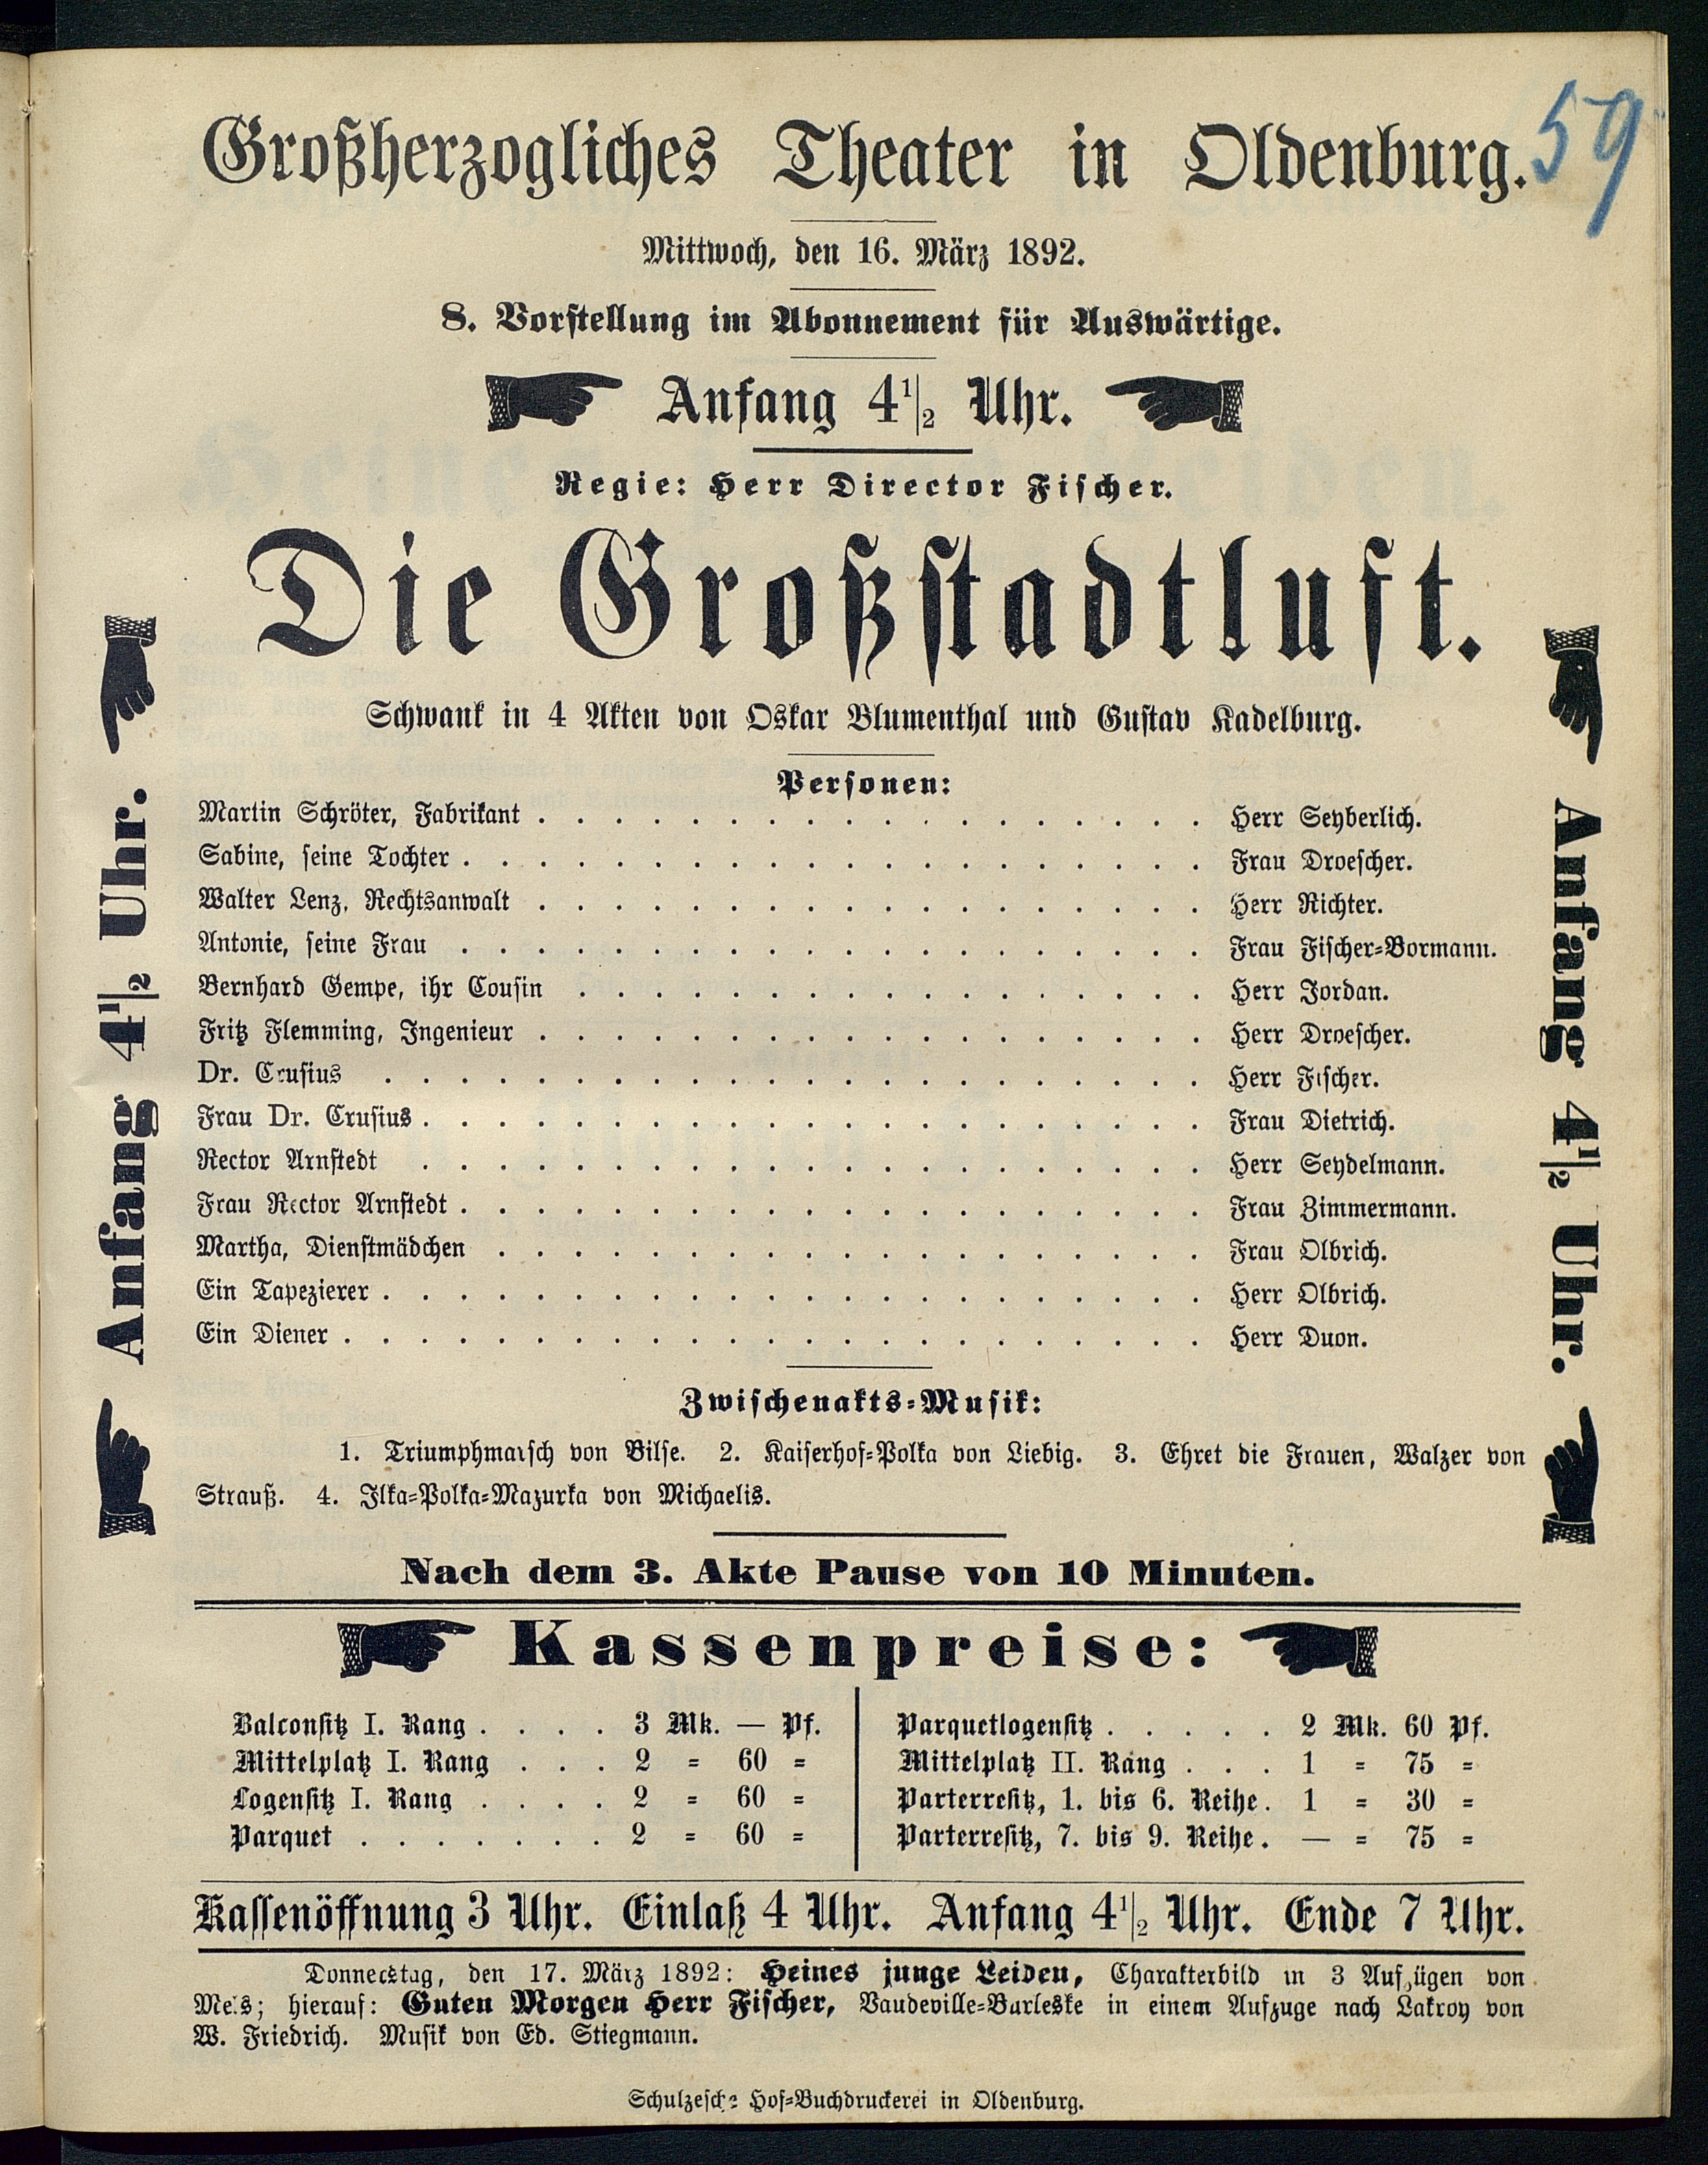 59
Großherzogliches Theater in Oldenburg.
Mittwoch, den 16. März 1892.
8. Vorstellung im Abonnement für Auswärtige.
Anfang 4½ Uhr.
Regie: Herr Director Fischer.
Die Großstadtluft.
Schwank in 4 Akten von Oskar Blumenthal und Gustav Kadelburg.
Personen:
Martin Schröter, Fabrikant . . . . . Herr Seyberlich.
Sabine, seine Tochter . . . . . Frau Droescher.
Walter Lenz, Rechtsanwalt . . . . . Herr Richter.
Antonie, seine Frau . . . . . Frau Fischer-Bormann.
Bernhard Gempe, ihr Cousin . . . . . Herr Jordan.
Fritz Flemming, Ingenieur . . . . . Herr Droescher.
Dr. Crusius . . . . . Herr Fischer.
Frau Dr. Crusius . . . . . Frau Dietrich.
Rector Arnstedt . . . . . Herr Seydelmann.
Frau Rector Arnstedt . . . . . Frau Zimmermann.
Martha, Dienstmädchen . . . . . Frau Olbrich.
Ein Tapezierer . . . . . Herr Olbrich.
Ein Diener . . . . . Herr Duon.
Anfang 4½ Uhr.
Anfang 4½ Uhr.
Zwischenakts-Musik:
1. Triumphmarsch von Bilse. 2. Kaiserhof-Polka von Liebig. 3. Ehret die Frauen, Walzer von
Strauß. 4. Ilka-Polka-Mazurka von Michaelis.
Nach dem 3. Akte Pause von 10 Minuten.
Kassenpreise:
Balconsitz I. Rang . . . . 3 Mk. — Pf.
Mittelplatz I. Rang . . . 2 = 60 =
Logensitz I. Rang . . . . 2 = 60 =
Parquet . . . . . . . 2 = 60 =
Parquetlogensitz . . . . . 2 Mk. 60 Pf.
Mittelplatz II. Rang . . . 1 = 75 =
Parterresitz, 1. bis 6. Reihe . 1 = 30 =
Parterresitz, 7. bis 9. Reihe . — = 75 =
Kassenöffnung 3 Uhr. Einlaß 4 Uhr. Anfang 4½ Uhr. Ende 7 Uhr.
Donnerstag, den 17. März 1892: Heines junge Leiden, Charakterbild in 3 Aufzügen von
Mels; hierauf: Guten Morgen Herr Fischer, Vaudeville-Burleske in einem Aufzuge nach Lakroy von
W. Friedrich. Musik von Ed. Stiegmann.
Schulzesche Hof-Buchdruckerei in Oldenburg.